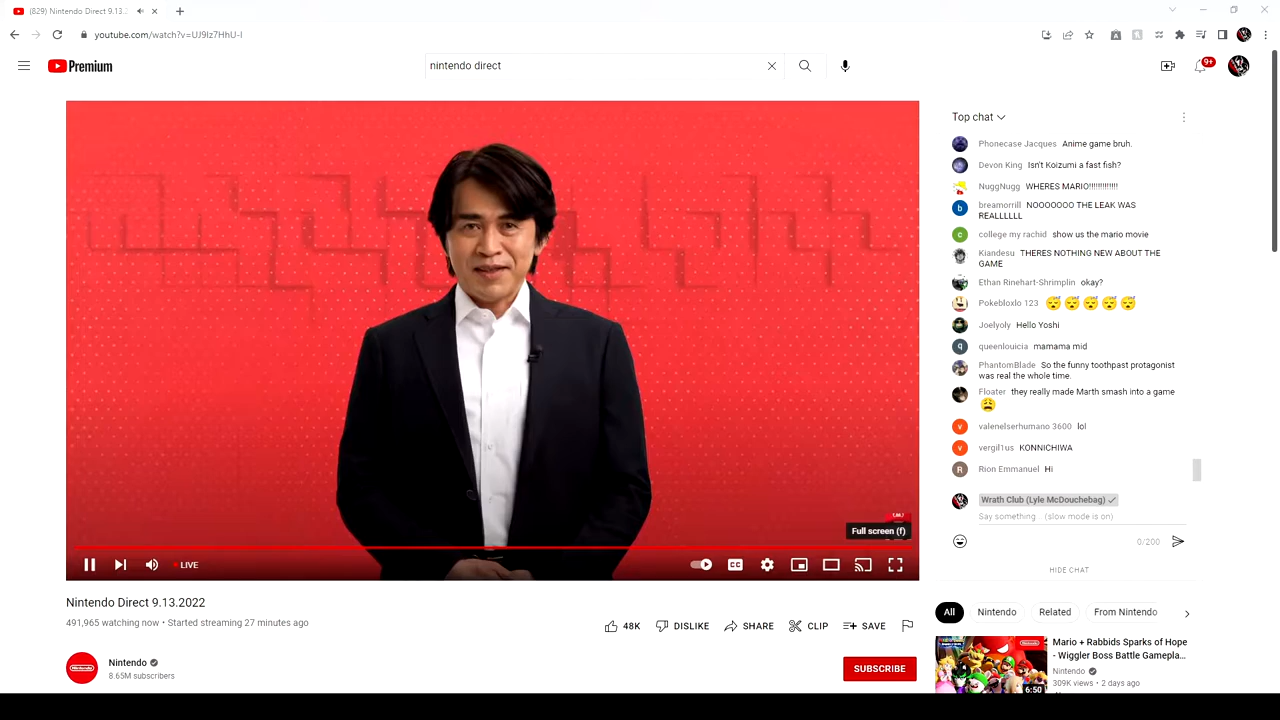 (829) Nintendo Direct 9.13.2
youtube.com/watch?v=UJ9Iz7HhU-I
Premium
nintendo direct
9+
Top chat
Phonecase Jacques Anime game bruh.
Devon King Isn't Koizumi a fast fish?
NuggNugg WHERES MARIO!!!!!!!!!!!!!
breamorrill NOOOOOOO THE LEAK WAS
REALLLLLL
college my rachid show us the mario movie
Kiandesu THERES NOTHING NEW ABOUT THE
GAME
Ethan Rinehart-Shrimplin okay?
Pokebloxlo 123 😴😴😴😴😴
Joelyoly Hello Yoshi
queenlouicia mamama mid
PhantomBlade So the funny toothpast protagonist
was real the whole time.
Floater they really made Marth smash into a game
😩
valenelserhumano 3600 lol
vergil1us KONNICHIWA
Rion Emmanuel Hi
Wrath Club (Lyle McDouchebag)
Say something... (slow mode is on)
0/200
HIDE CHAT
Full screen (f)
LIVE
CC
Nintendo Direct 9.13.2022
491,965 watching now • Started streaming 27 minutes ago
48K DISLIKE SHARE CLIP SAVE
Nintendo
Nintendo
8.65M subscribers
SUBSCRIBE
All Nintendo Related From Nintendo
Mario + Rabbids Sparks of Hope
- Wiggler Boss Battle Gamepla...
Nintendo
309K views • 2 days ago
6:50